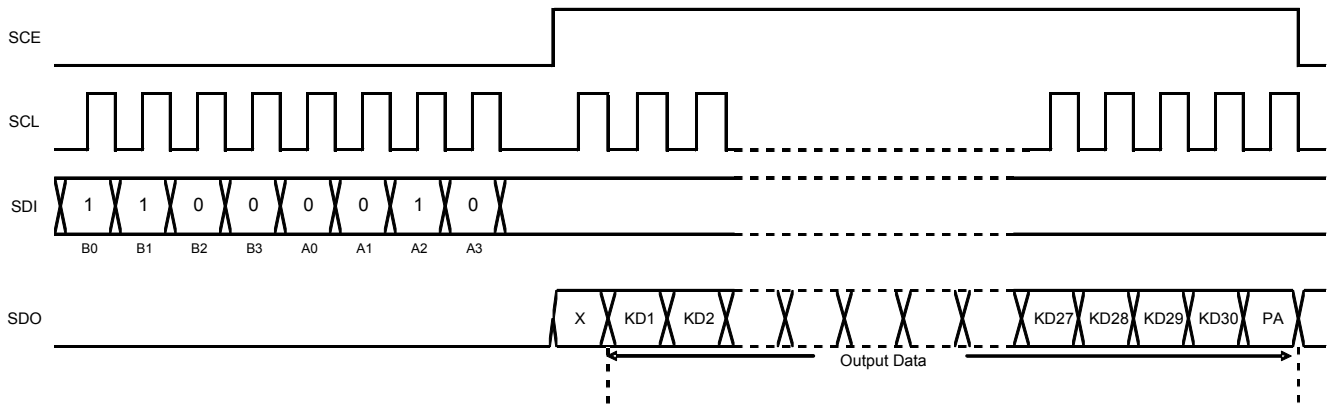 SCE
SCL
SDI 1 1 0 0 0 0 1 0
B0 B1 B2 B3 A0 A1 A2 A3
SDO X KD1 KD2 KD27 KD28 KD29 KD30 PA
Output Data